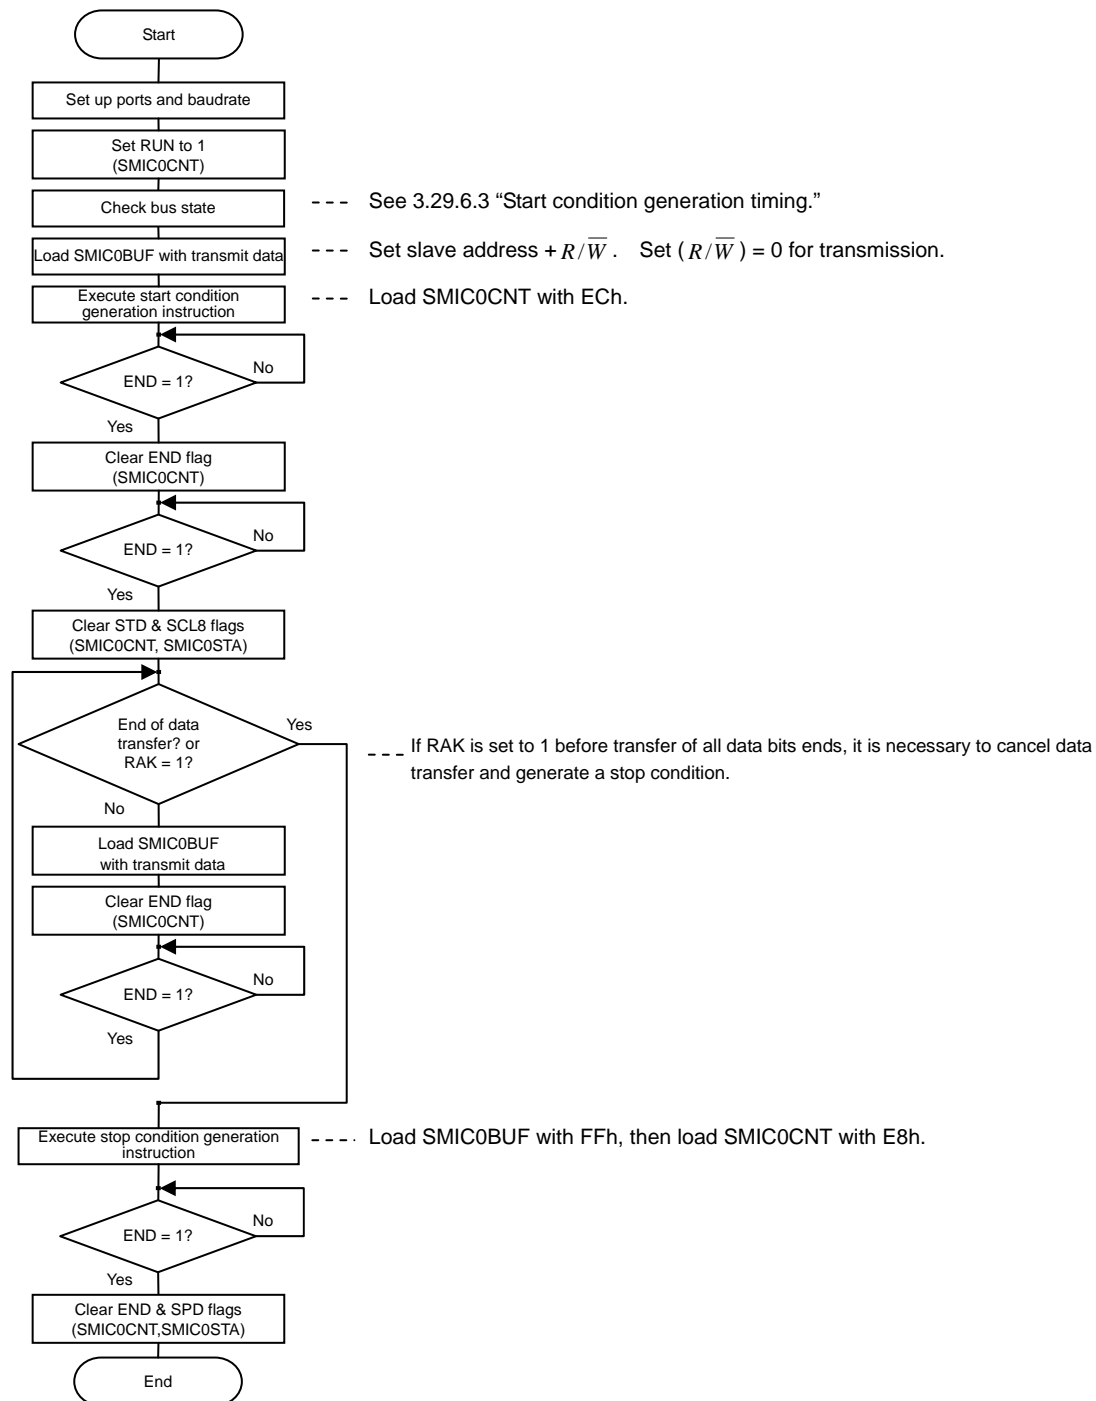 Start
Set up ports and baudrate
Set RUN to 1
(SMIC0CNT)
Check bus state
See 3.29.6.3 “Start condition generation timing.”
Load SMIC0BUF with transmit data
Set slave address + R/W̅ . Set ( R/W̅ ) = 0 for transmission.
Execute start condition
generation instruction
Load SMIC0CNT with ECh.
END = 1?
No
Yes
Clear END flag
(SMIC0CNT)
END = 1?
No
Yes
Clear STD & SCL8 flags
(SMIC0CNT, SMIC0STA)
End of data
transfer? or
RAK = 1?
Yes
If RAK is set to 1 before transfer of all data bits ends, it is necessary to cancel data
transfer and generate a stop condition.
No
Load SMIC0BUF
with transmit data
Clear END flag
(SMIC0CNT)
END = 1?
No
Yes
Execute stop condition generation
instruction
Load SMIC0BUF with FFh, then load SMIC0CNT with E8h.
END = 1?
No
Yes
Clear END & SPD flags
(SMIC0CNT,SMIC0STA)
End